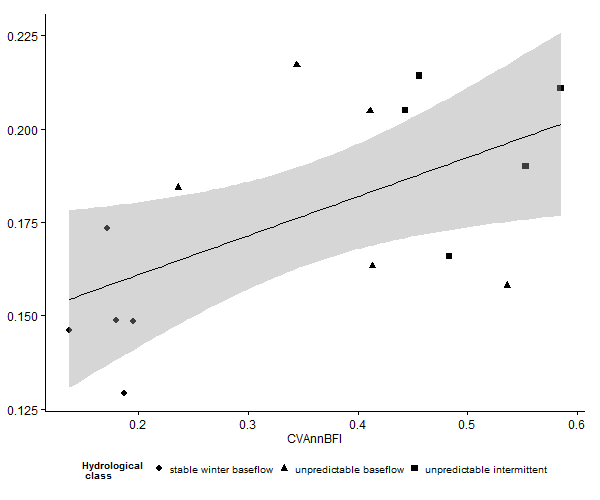 0.225
0.200
0.175
0.150
0.125
0.2 0.3 0.4 0.5 0.6
CVAnnBFI
Hydrological
class
stable winter baseflow unpredictable baseflow unpredictable intermittent